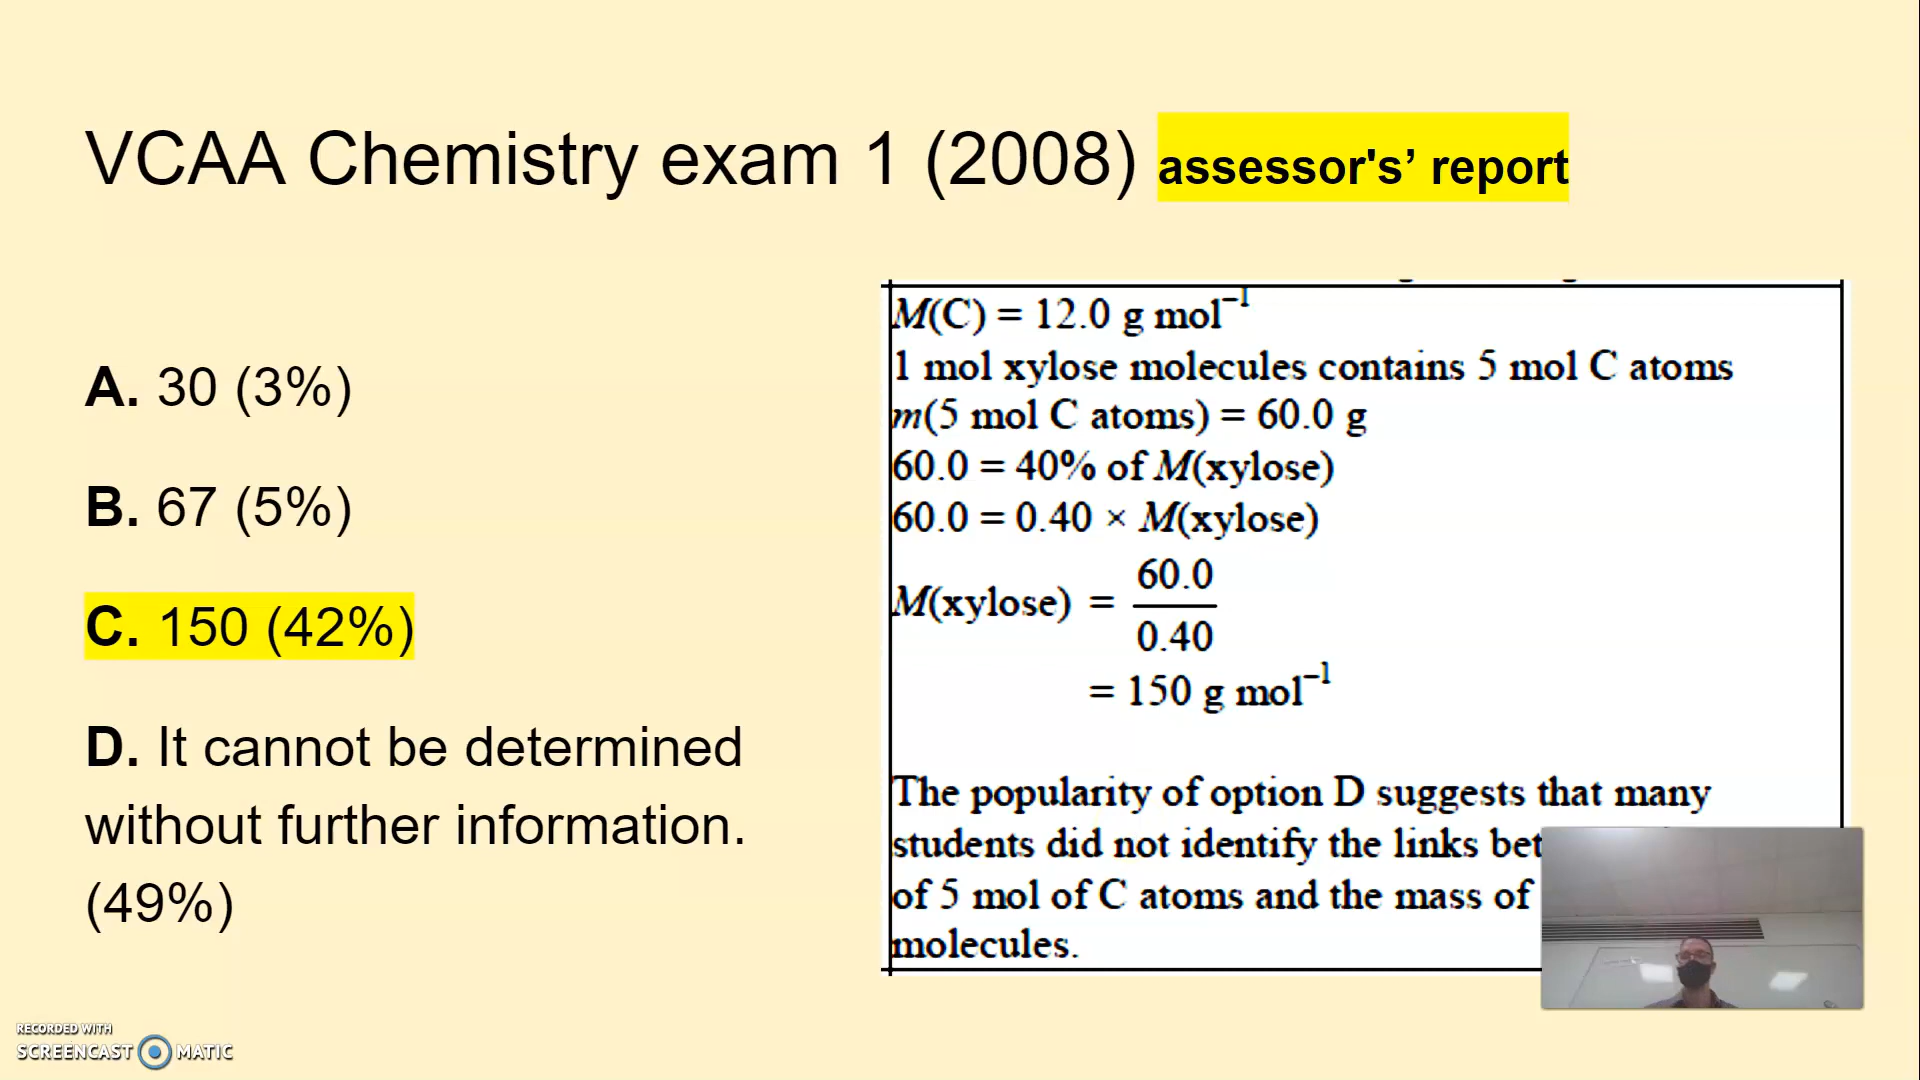 VCAA Chemistry exam 1 (2008) assessor's’ report
A. 30 (3%)
B. 67 (5%)
C. 150 (42%)
D. It cannot be determined
without further information.
(49%)
M(C) = 12.0 g mol⁻¹
1 mol xylose molecules contains 5 mol C atoms
m(5 mol C atoms) = 60.0 g
60.0 = 40% of M(xylose)
60.0 = 0.40 × M(xylose)
M(xylose) = 60.0
0.40
= 150 g mol⁻¹
The popularity of option D suggests that many
students did not identify the links
of 5 mol of C atoms and the mass of
molecules.
RECORDED WITH
SCREENCAST MATIC